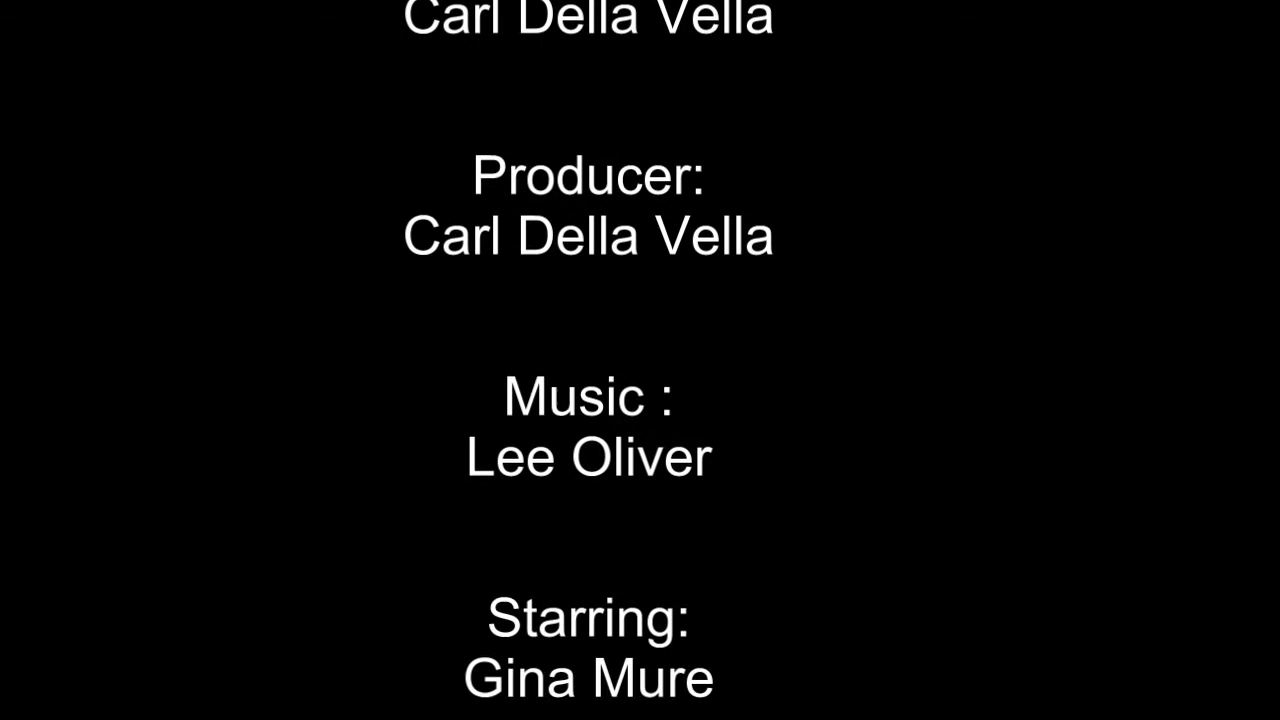 Carl Della Vella
Producer:
Carl Della Vella
Music :
Lee Oliver
Starring:
Gina Mure